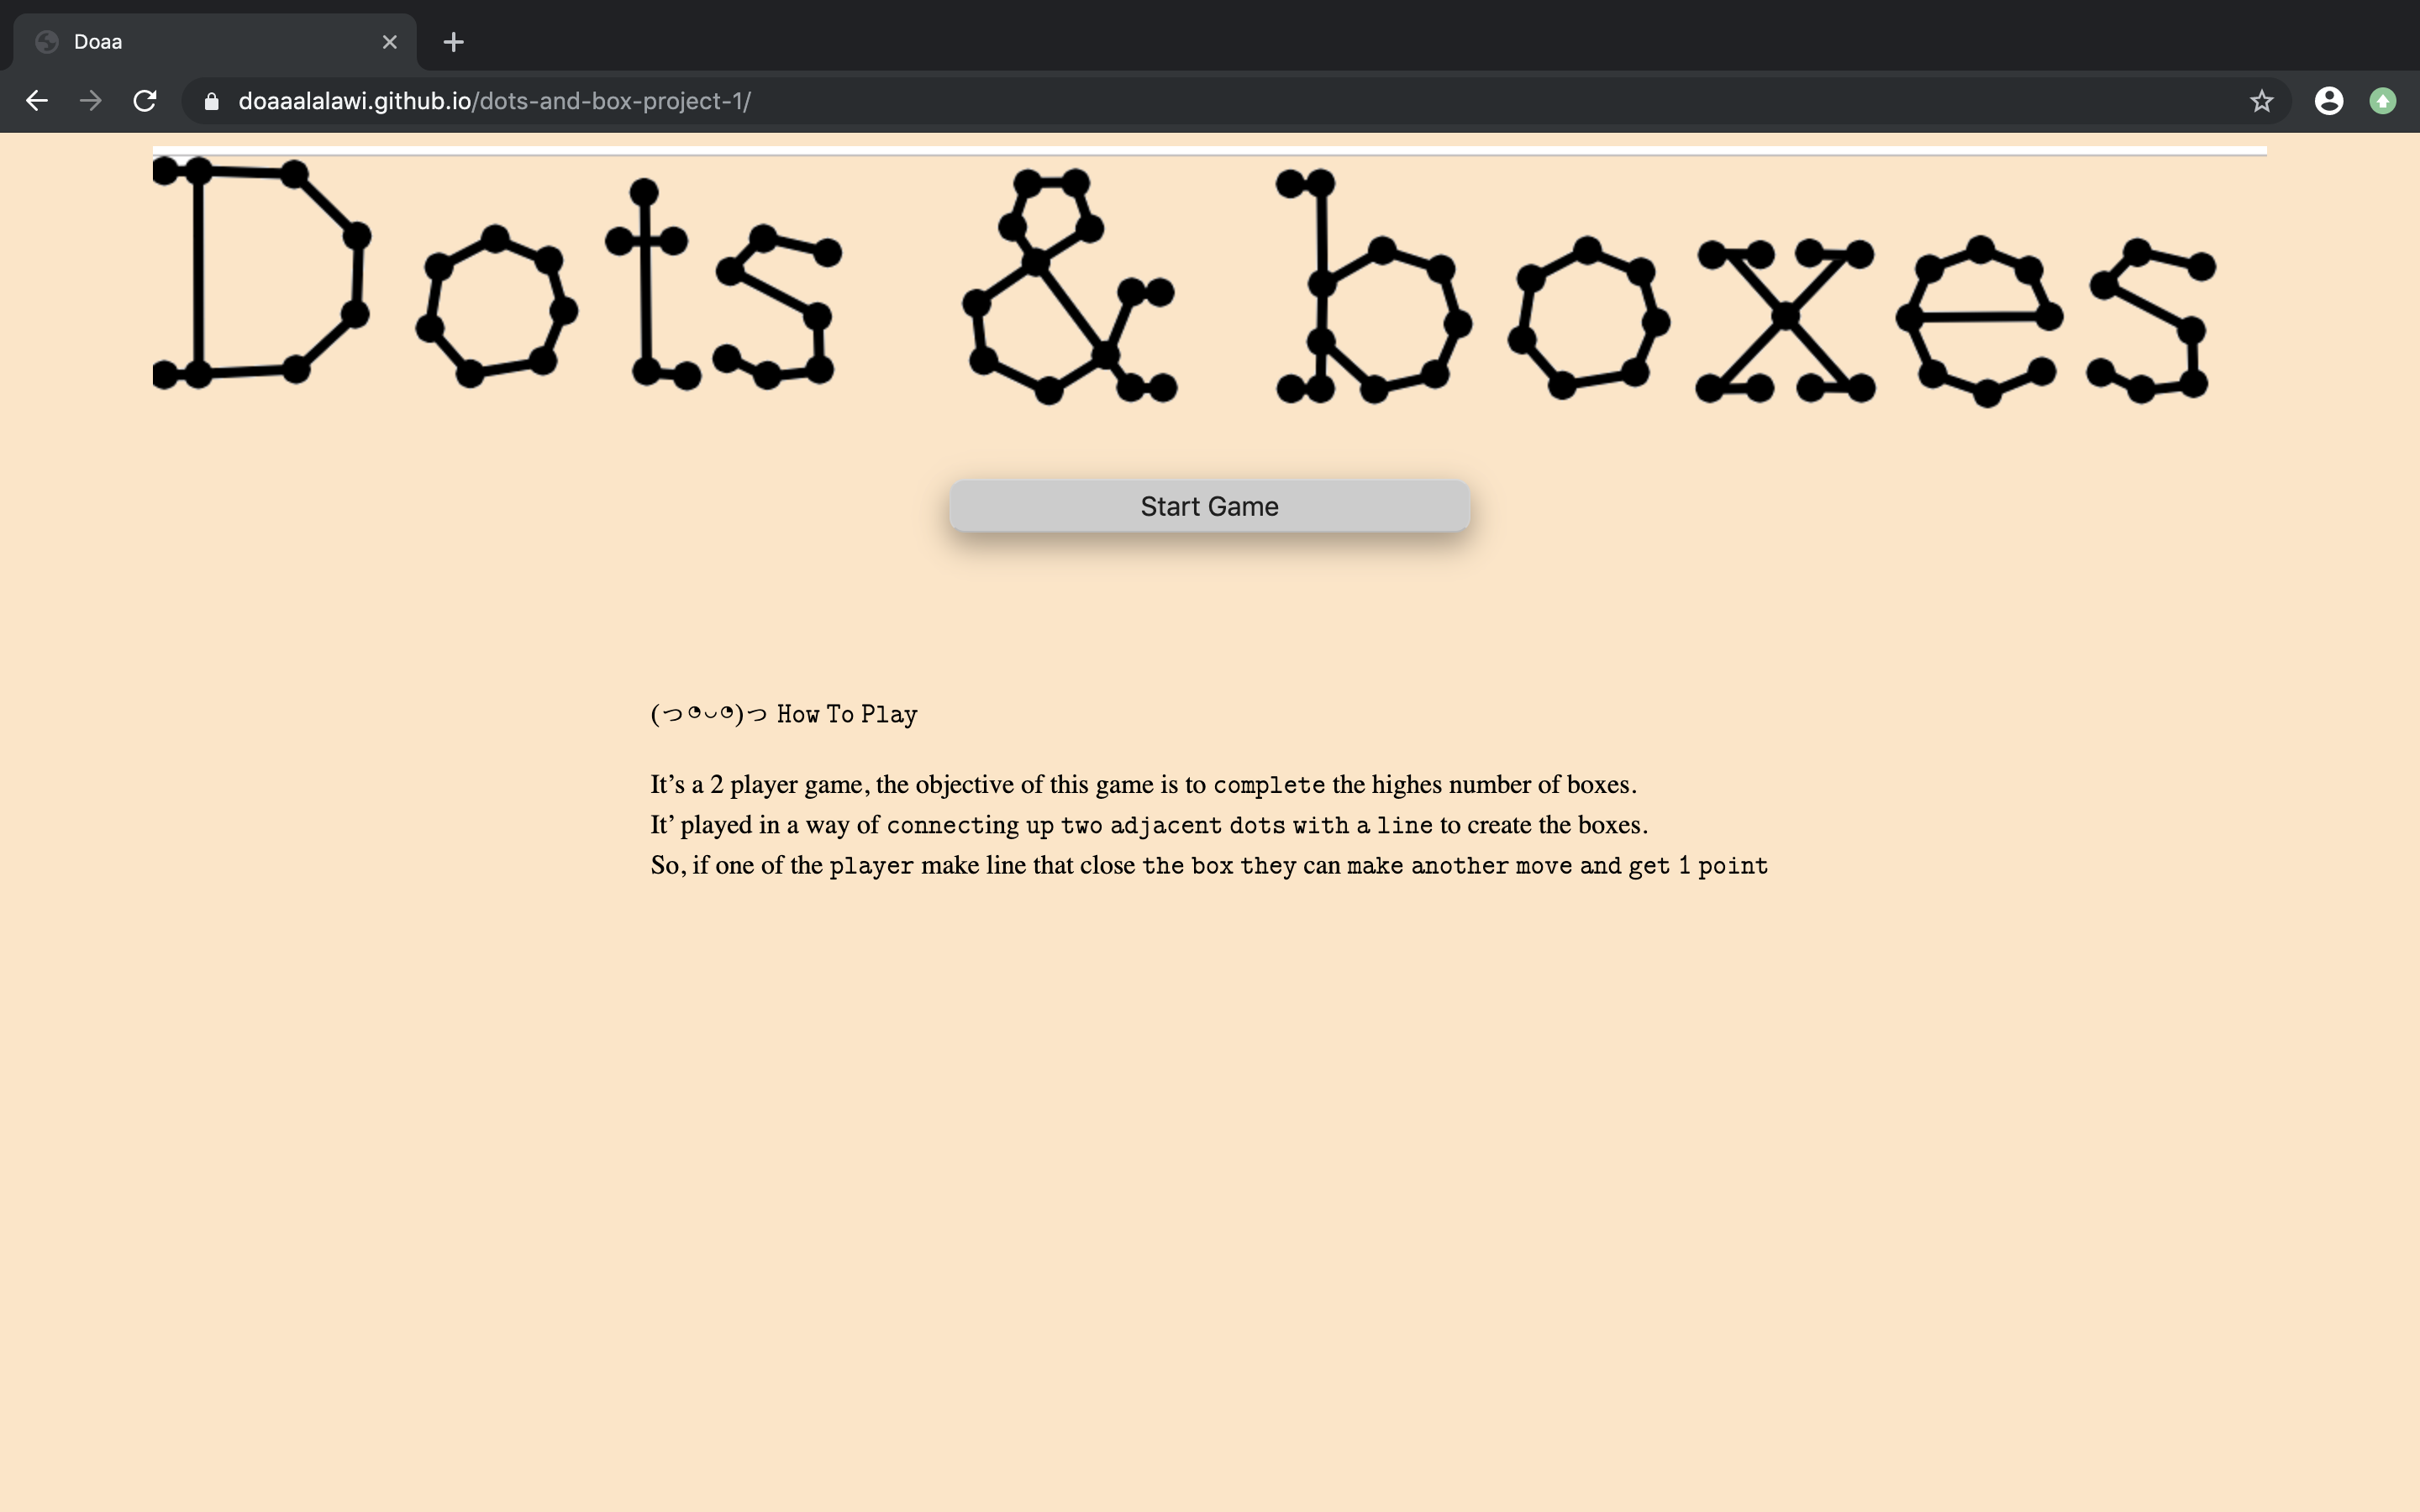 Doaa
doaaalalawi.github.io/dots-and-box-project-1/
Dots & boxes
Start Game
(つ◔◡◔)つ How To Play
It’s a 2 player game, the objective of this game is to complete the highes number of boxes.
It’ played in a way of connecting up two adjacent dots with a line to create the boxes.
So, if one of the player make line that close the box they can make another move and get 1 point